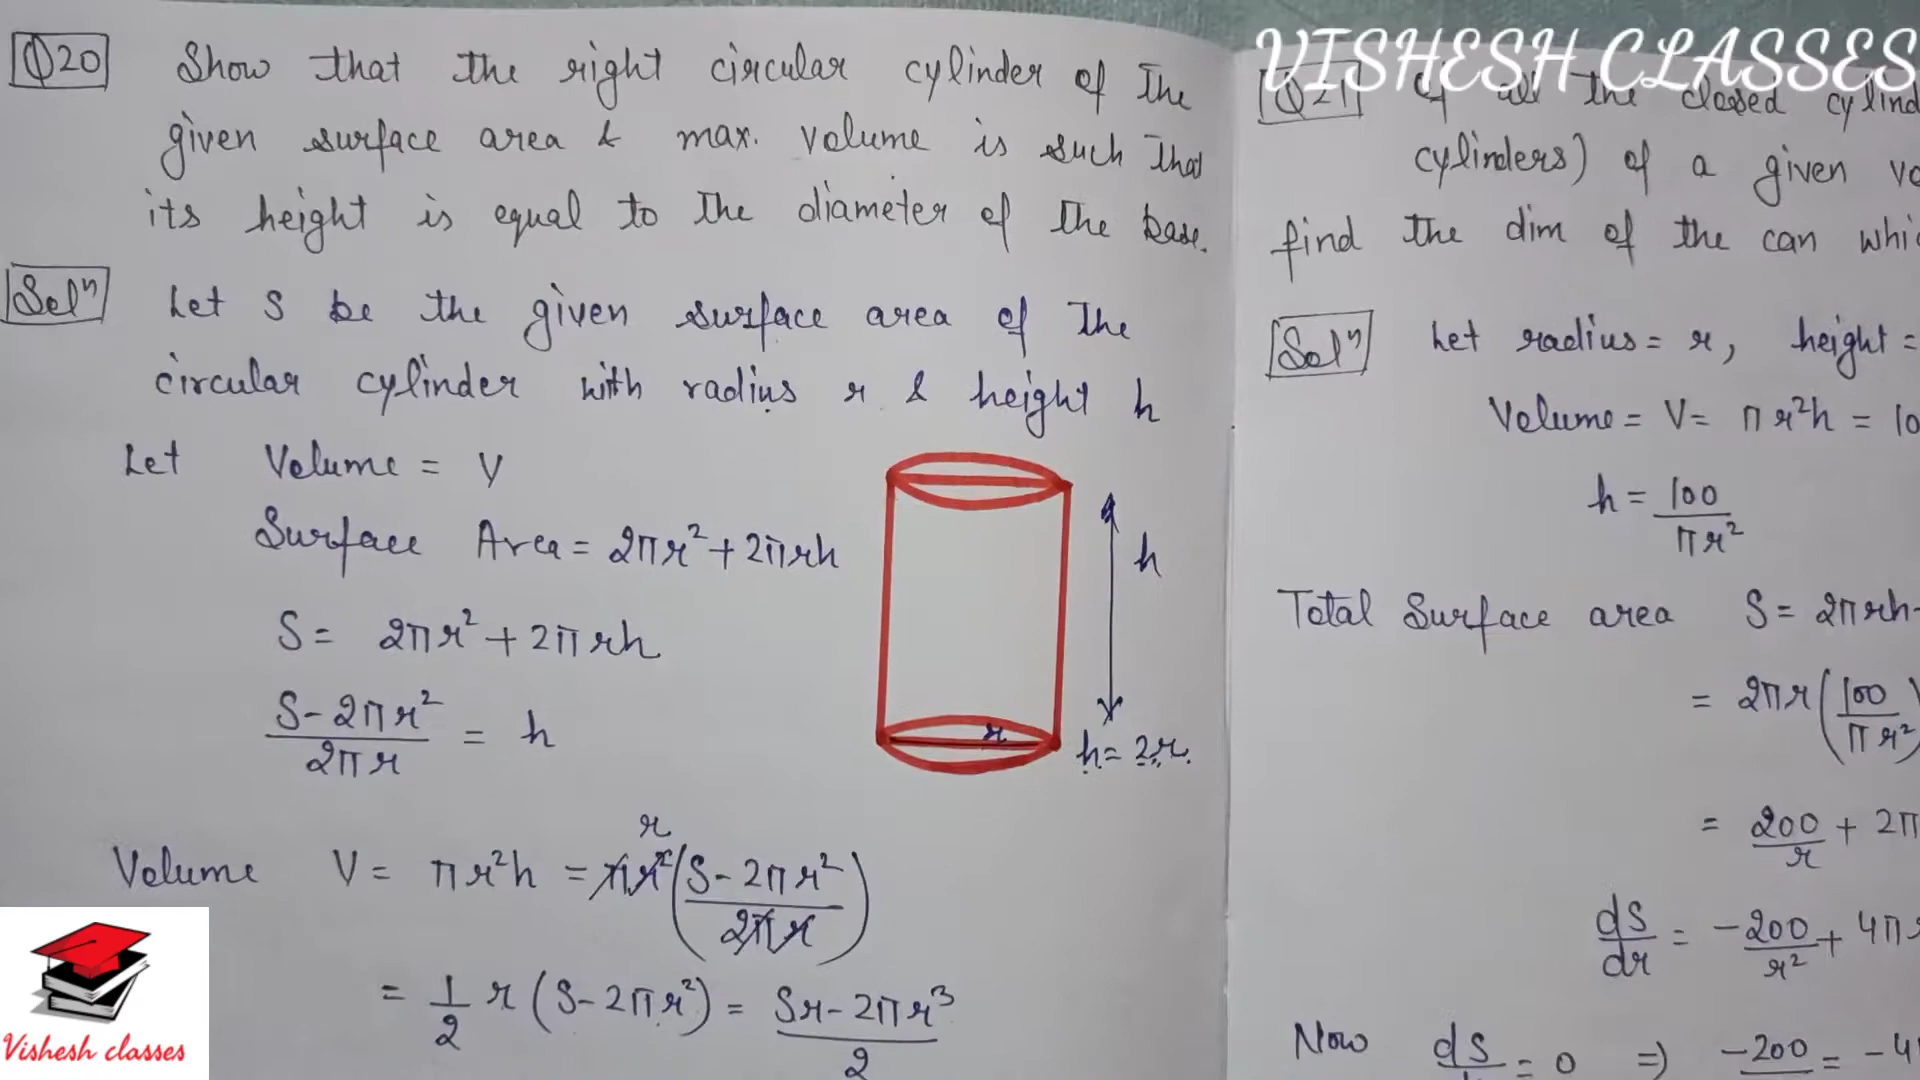 Q20 Show that the right circular cylinder of the
given surface area & max. volume is such that
its height is equal to the diameter of the base.
Solⁿ Let S be the given surface area of the
circular cylinder with radius r & height h
Let Volume = V
Surface Area = 2πr² + 2πrh
S = 2πr² + 2πrh
S - 2πr² / 2πr = h
h
r
h = 2r
Volume V = πr²h = πr² r (S - 2πr² / 2πr)
= 1/2 r (S - 2πr²) = Sr - 2πr³ / 2
Vishesh classes
VISHESH CLASSES
Q21 Of all the closed cylind
cylinders) of a given vo
find the dim of the can whic
Solⁿ Let radius = r, height =
Volume = V = πr²h = 10
h = 100 / πr²
Total Surface area S = 2πrh
= 2πr (100 / πr²)
= 200 / r + 2π
dS/dr = -200 / r² + 4πr
Now dS = 0 ⇒ -200 = -4π